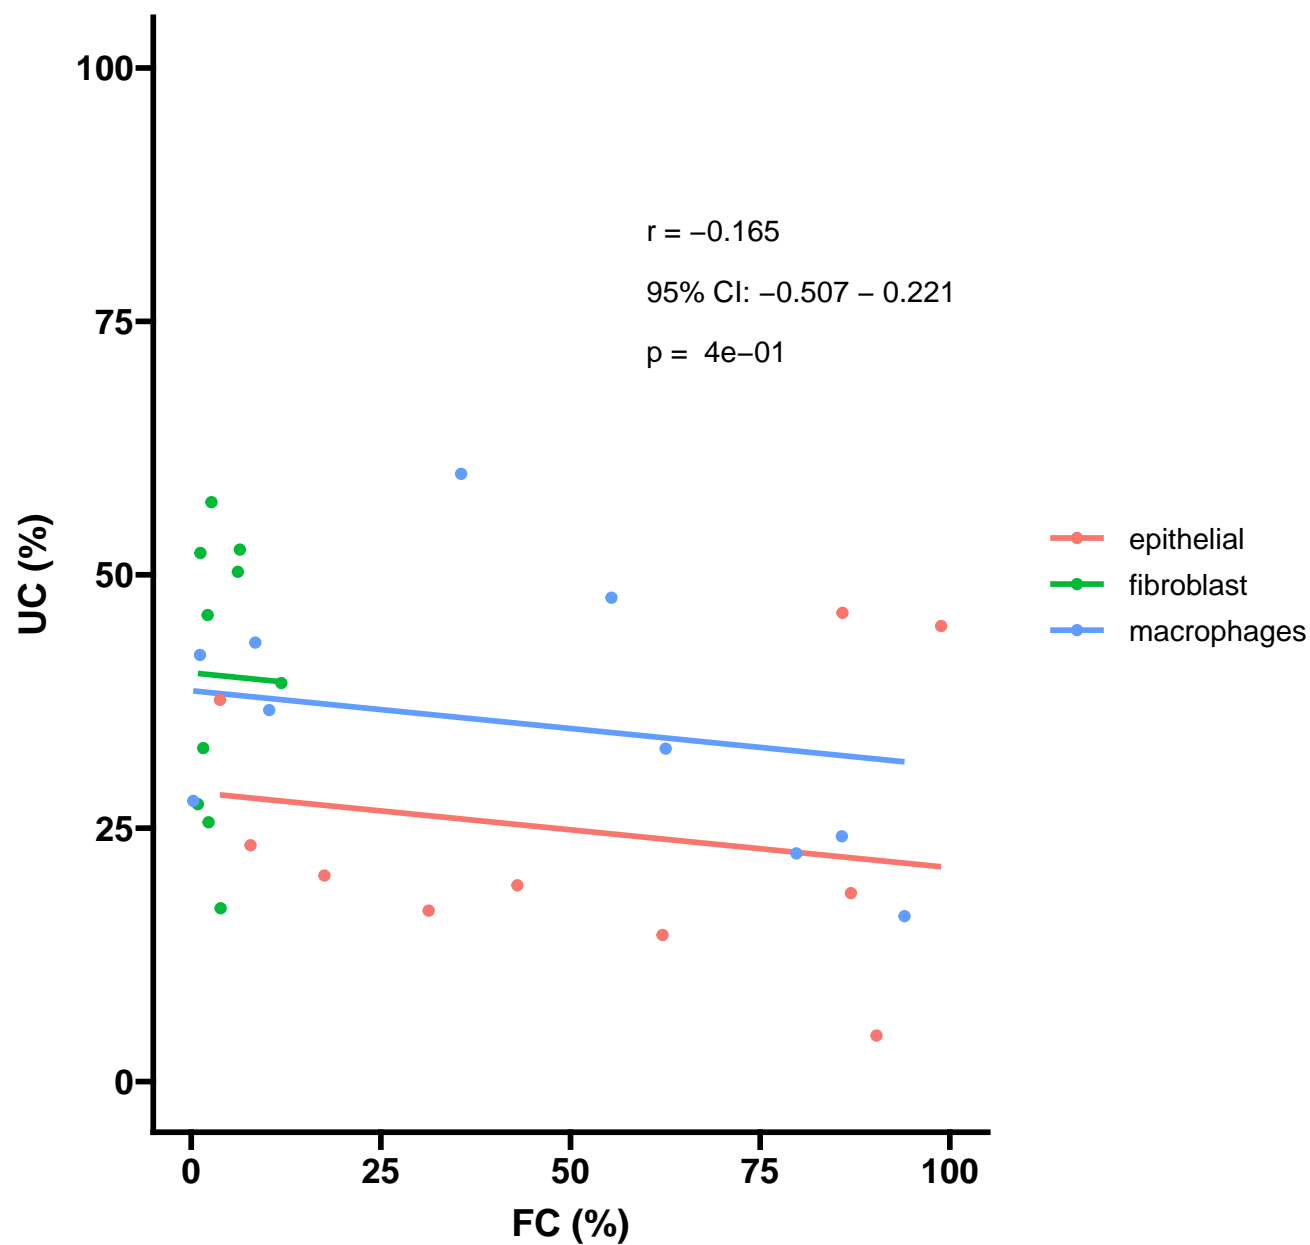 100
75
50
25
0
UC (%)
r = −0.165
95% CI: −0.507 − 0.221
p =  4e−01
epithelial
fibroblast
macrophages
0 25 50 75 100
FC (%)